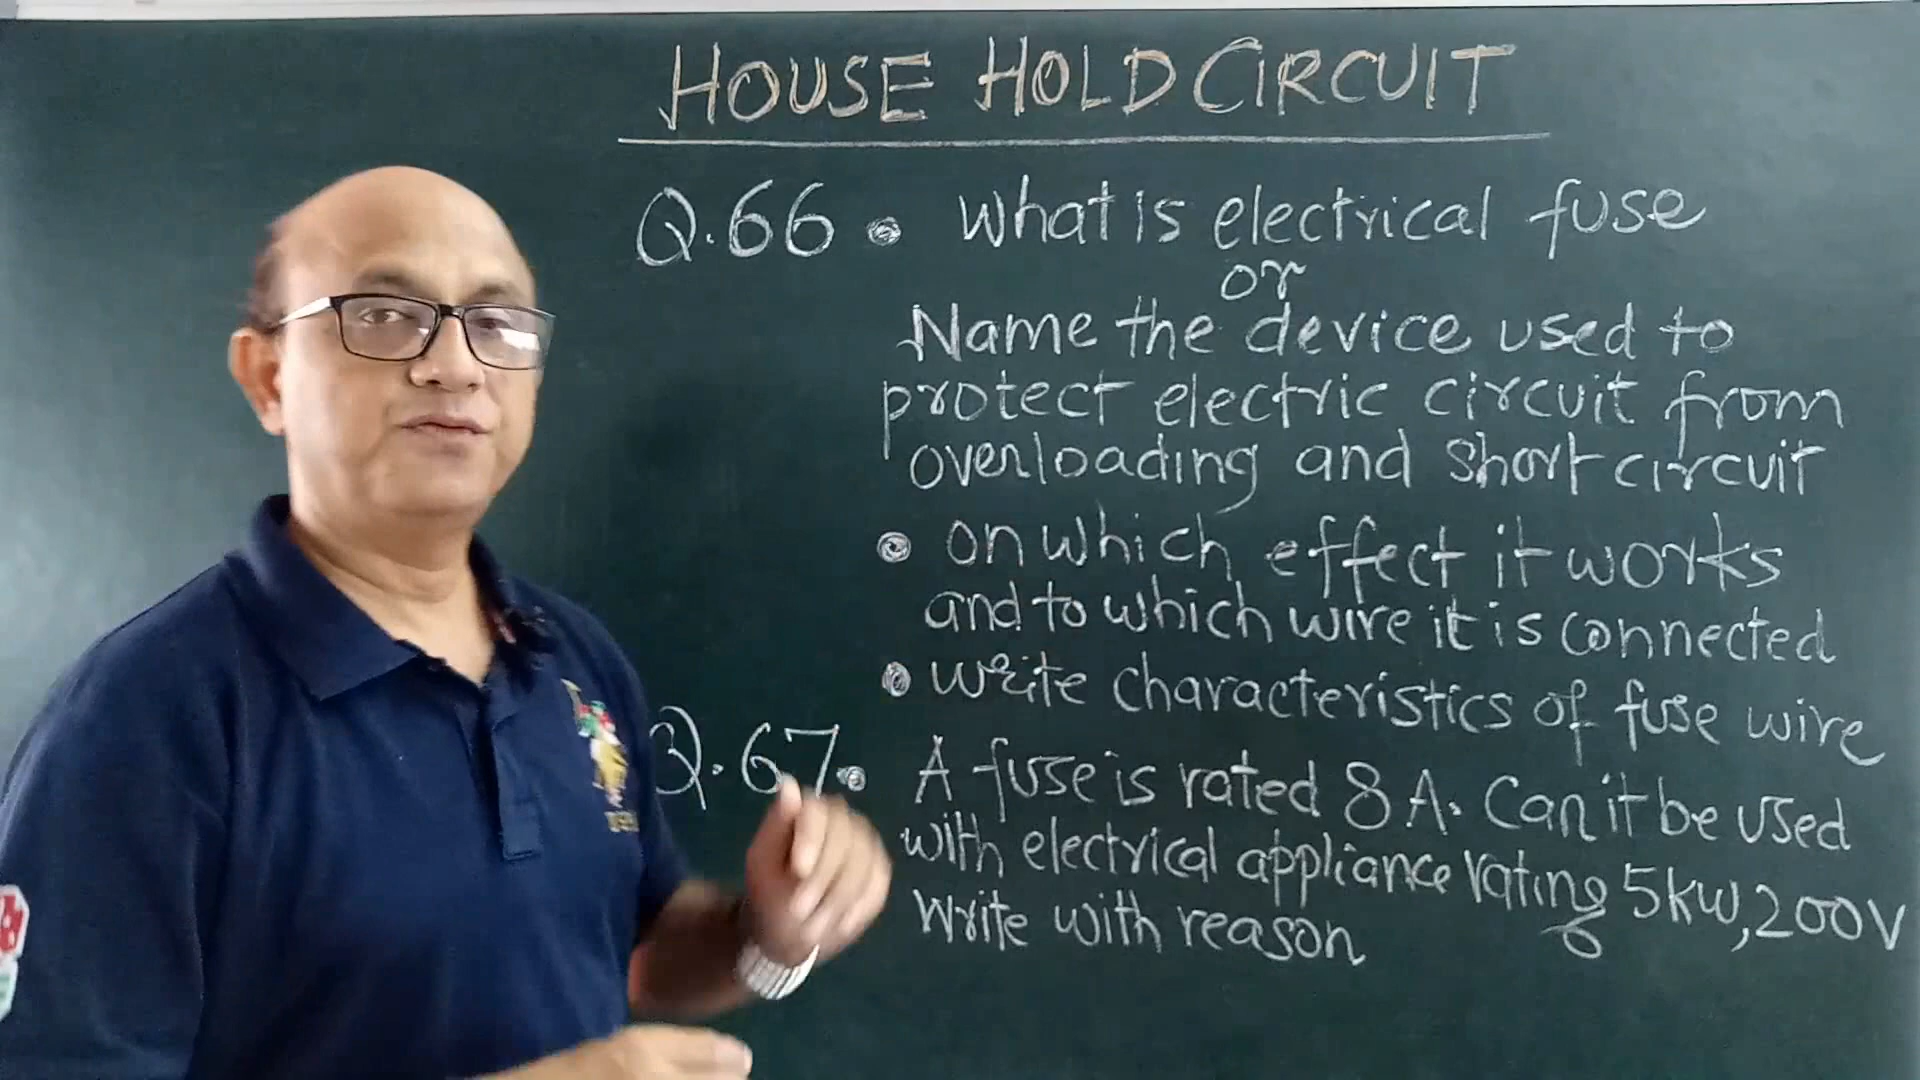 HOUSE HOLD CIRCUIT
Q.66 • What is electrical fuse
or
Name the device used to
protect electric circuit from
overloading and short circuit
• on which effect it works
and to which wire it is connected
• write characteristics of fuse wire
Q.67 • A fuse is rated 8 A. Can it be used
with electrical appliance rating 5kw, 200V
Write with reason